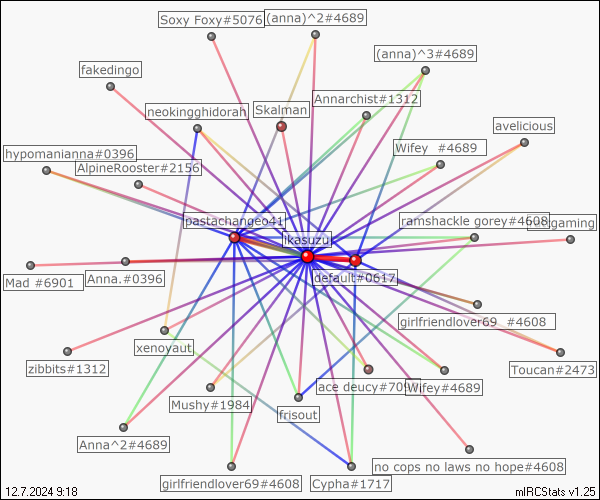 Soxy Foxy#5076
(anna)^2#4689
(anna)^3#4689
fakedingo
Annarchist#1312
neokingghidorah
Skalman
avelicious
Wifey #4689
hypomanianna#0396
AlpineRooster#2156
pastachange041
ramshackle gorey#4608
gaming
ikasuzu
Mad #6901
Anna.#0396
default#0617
girlfriendlover69 #4608
xenoyaut
zibbits#1312
Toucan#2473
ace deucy#70
Wifey#4689
Mushy#1984
frisout
Anna^2#4689
no cops no laws no hope#4608
girlfriendlover69#4608
Cypha#1717
12.7.2024 9:18
mIRCStats v1.25